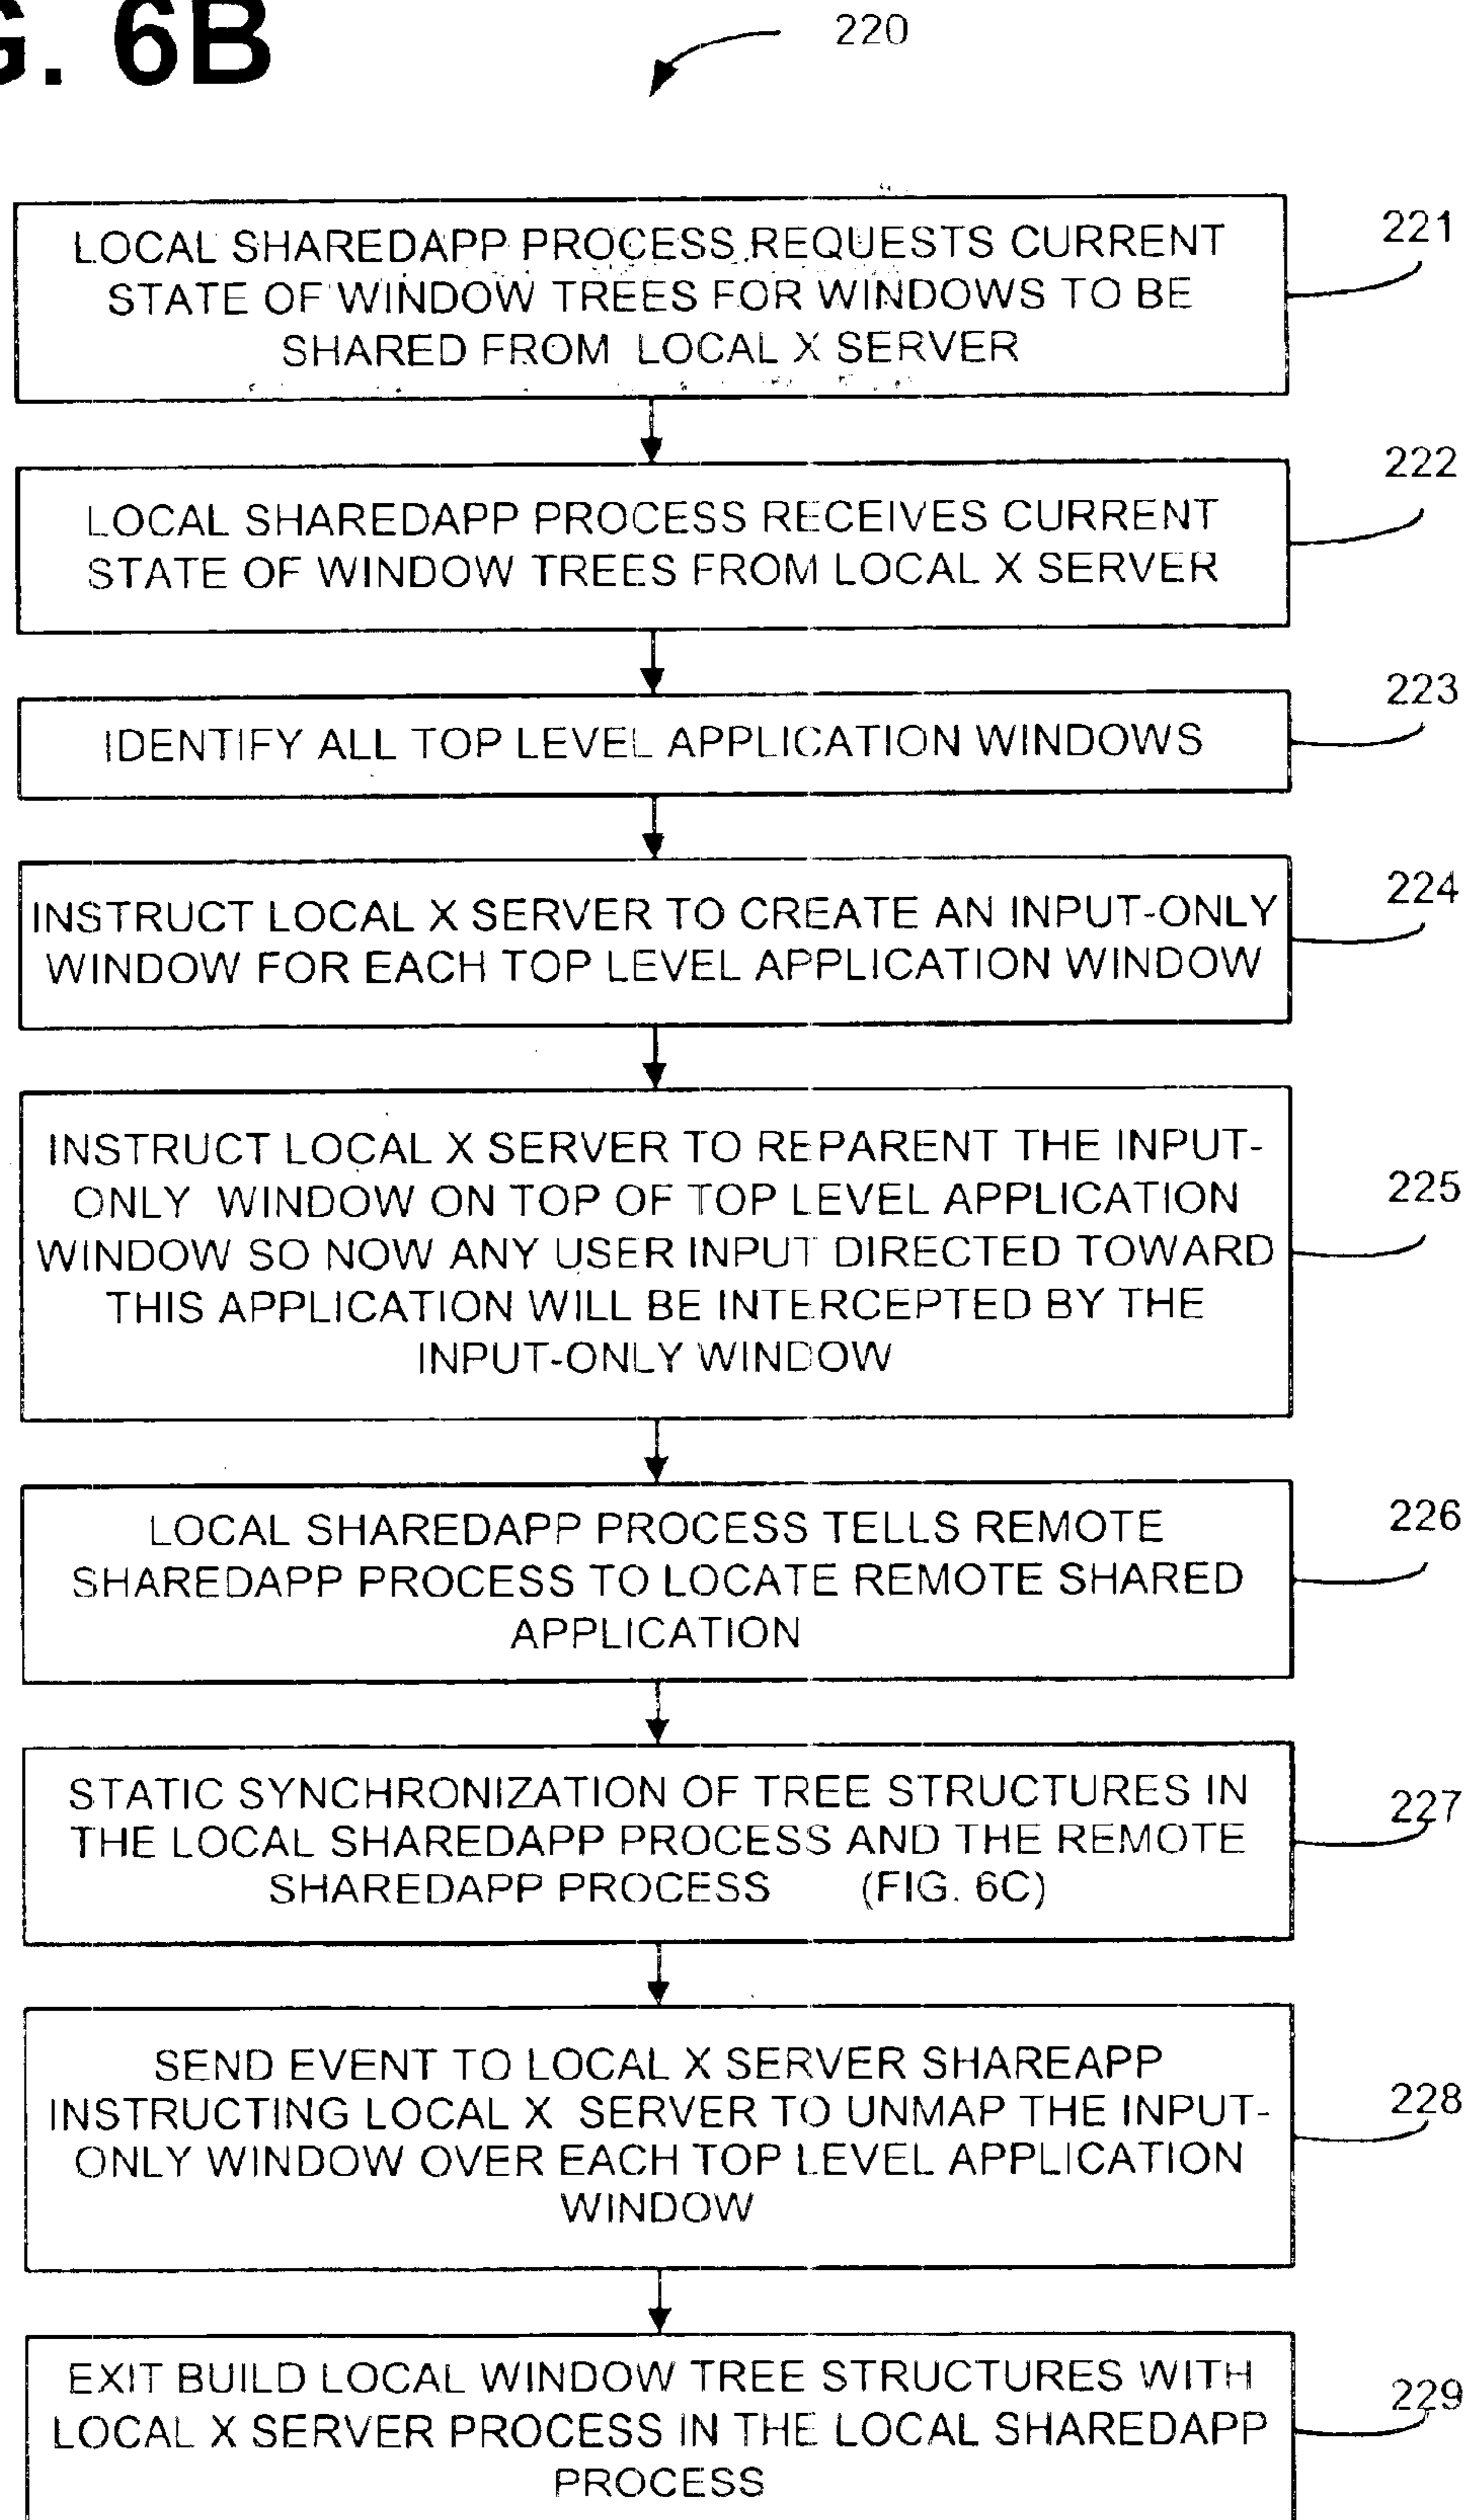 G. 6B
220
LOCAL SHAREDAPP PROCESS REQUESTS CURRENT
STATE OF WINDOW TREES FOR WINDOWS TO BE
SHARED FROM LOCAL X SERVER
221
LOCAL SHAREDAPP PROCESS RECEIVES CURRENT
STATE OF WINDOW TREES FROM LOCAL X SERVER
222
IDENTIFY ALL TOP LEVEL APPLICATION WINDOWS
223
INSTRUCT LOCAL X SERVER TO CREATE AN INPUT-ONLY
WINDOW FOR EACH TOP LEVEL APPLICATION WINDOW
224
INSTRUCT LOCAL X SERVER TO REPARENT THE INPUT-
ONLY WINDOW ON TOP OF TOP LEVEL APPLICATION
WINDOW SO NOW ANY USER INPUT DIRECTED TOWARD
THIS APPLICATION WILL BE INTERCEPTED BY THE
INPUT-ONLY WINDOW
225
LOCAL SHAREDAPP PROCESS TELLS REMOTE
SHAREDAPP PROCESS TO LOCATE REMOTE SHARED
APPLICATION
226
STATIC SYNCHRONIZATION OF TREE STRUCTURES IN
THE LOCAL SHAREDAPP PROCESS AND THE REMOTE
SHAREDAPP PROCESS (FIG. 6C)
227
SEND EVENT TO LOCAL X SERVER SHAREAPP
INSTRUCTING LOCAL X SERVER TO UNMAP THE INPUT-
ONLY WINDOW OVER EACH TOP LEVEL APPLICATION
WINDOW
228
EXIT BUILD LOCAL WINDOW TREE STRUCTURES WITH
LOCAL X SERVER PROCESS IN THE LOCAL SHAREDAPP
PROCESS
229